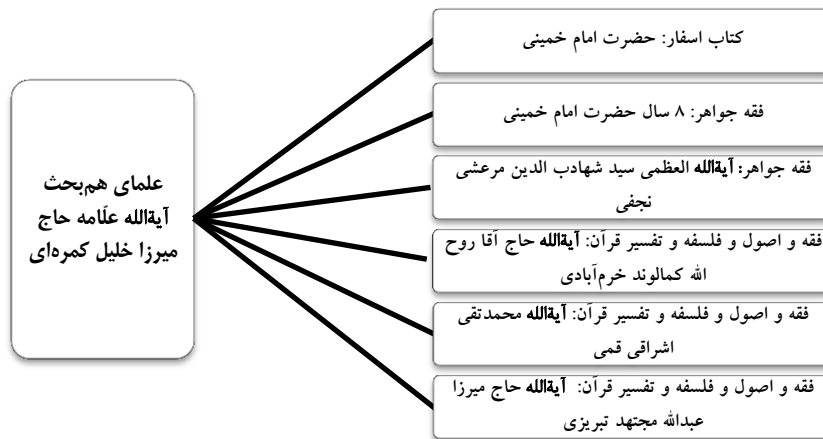 علمای هم‌بحث
آیةالله علّامه حاج
میرزا خلیل کمره‌ای
کتاب اسفار: حضرت امام خمینی
فقه جواهر: ۸ سال حضرت امام خمینی
فقه جواهر: آیةالله العظمی سید شهادب الدین مرعشی
نجفی
فقه و اصول و فلسفه و تفسیر قرآن: آیةالله حاج آقا روح
الله کمالوند خرم‌آبادی
فقه و اصول و فلسفه و تفسیر قرآن: آیةالله محمدتقی
اشراقی قمی
فقه و اصول و فلسفه و تفسیر قرآن: آیةالله حاج میرزا
عبدالله مجتهد تبریزی